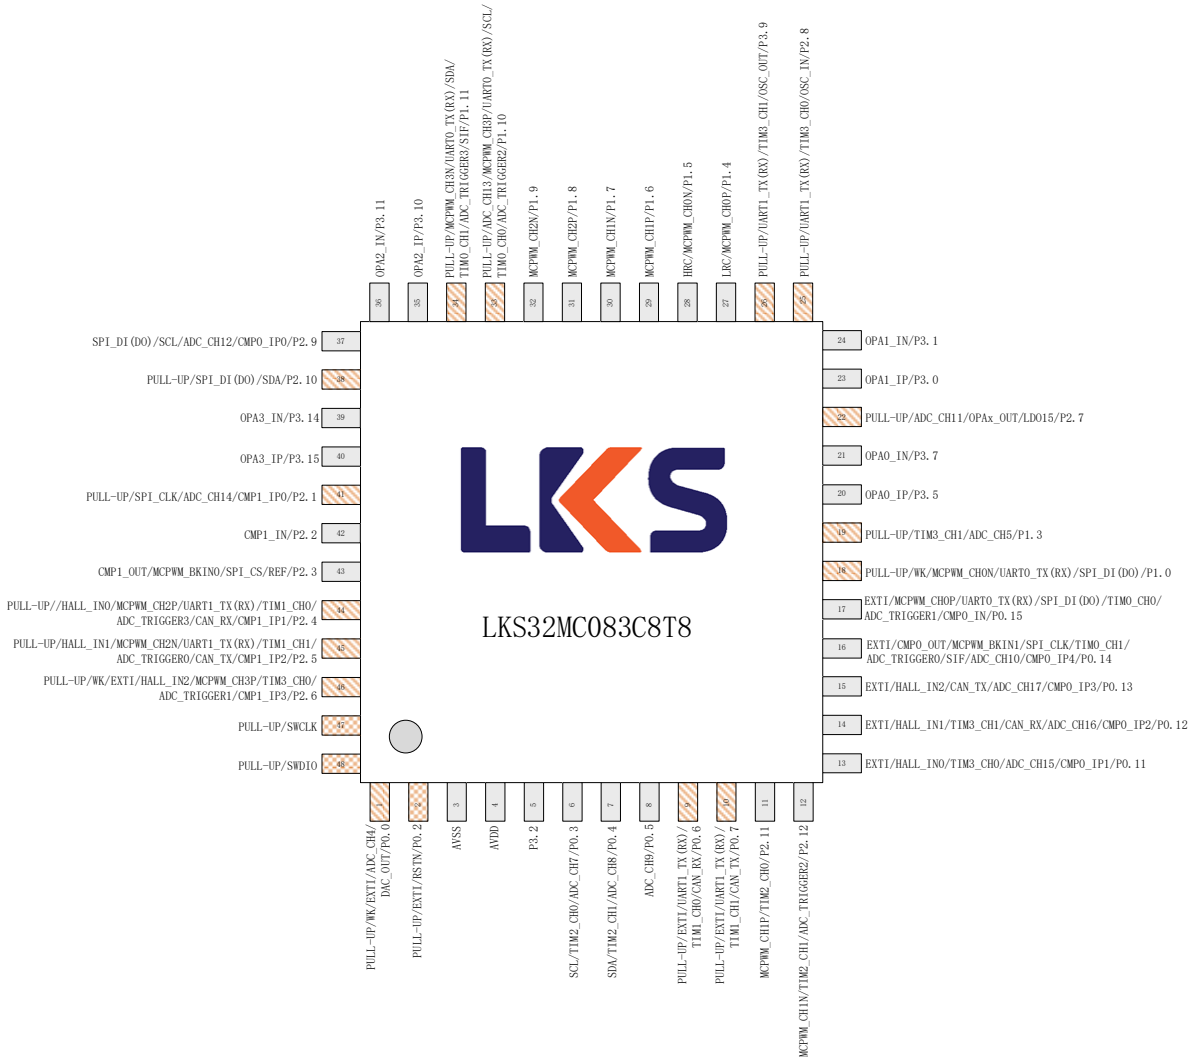 PULL-UP/MCPWM_CH3N/UART0_TX(RX)/SDA/
TIM0_CH1/ADC_TRIGGER3/SIF/P1.11
PULL-UP/ADC_CH13/MCPWM_CH3P/UART0_TX(RX)/SCL/
TIM0_CH0/ADC_TRIGGER2/P1.10
PULL-UP/UART1_TX(RX)/TIM3_CH1/OSC_OUT/P3.9
PULL-UP/UART1_TX(RX)/TIM3_CH0/OSC_IN/P2.8
OPA2_IN/P3.11
OPA2_IP/P3.10
MCPWM_CH2N/P1.9
MCPWM_CH2P/P1.8
MCPWM_CH1N/P1.7
MCPWM_CH1P/P1.6
HRC/MCPWM_CH0N/P1.5
LRC/MCPWM_CH0P/P1.4
36
35
34
33
32
31
30
29
28
27
26
25
SPI_DI(DO)/SCL/ADC_CH12/CMP0_IP0/P2.9
37
PULL-UP/SPI_DI(DO)/SDA/P2.10
38
OPA3_IN/P3.14
39
OPA3_IP/P3.15
40
PULL-UP/SPI_CLK/ADC_CH14/CMP1_IP0/P2.1
41
CMP1_IN/P2.2
42
CMP1_OUT/MCPWM_BKIN0/SPI_CS/REF/P2.3
43
PULL-UP//HALL_IN0/MCPWM_CH2P/UART1_TX(RX)/TIM1_CH0/
ADC_TRIGGER3/CAN_RX/CMP1_IP1/P2.4
44
PULL-UP/HALL_IN1/MCPWM_CH2N/UART1_TX(RX)/TIM1_CH1/
ADC_TRIGGER0/CAN_TX/CMP1_IP2/P2.5
45
PULL-UP/WK/EXTI/HALL_IN2/MCPWM_CH3P/TIM3_CH0/
ADC_TRIGGER1/CMP1_IP3/P2.6
46
PULL-UP/SWCLK
47
PULL-UP/SWDIO
48
LKS
LKS32MC083C8T8
24
OPA1_IN/P3.1
23
OPA1_IP/P3.0
22
PULL-UP/ADC_CH11/OPAx_OUT/LDO15/P2.7
21
OPA0_IN/P3.7
20
OPA0_IP/P3.5
19
PULL-UP/TIM3_CH1/ADC_CH5/P1.3
18
PULL-UP/WK/MCPWM_CH0N/UART0_TX(RX)/SPI_DI(DO)/P1.0
17
EXTI/MCPWM_CH0P/UART0_TX(RX)/SPI_DI(DO)/TIM0_CH0/
ADC_TRIGGER1/CMP0_IN/P0.15
16
EXTI/CMP0_OUT/MCPWM_BKIN1/SPI_CLK/TIM0_CH1/
ADC_TRIGGER0/SIF/ADC_CH10/CMP0_IP4/P0.14
15
EXTI/HALL_IN2/CAN_TX/ADC_CH17/CMP0_IP3/P0.13
14
EXTI/HALL_IN1/TIM3_CH1/CAN_RX/ADC_CH16/CMP0_IP2/P0.12
13
EXTI/HALL_IN0/TIM3_CH0/ADC_CH15/CMP0_IP1/P0.11
1
2
3
4
5
6
7
8
9
10
11
12
PULL-UP/WK/EXTI/ADC_CH4/
DAC_OUT/P0.0
PULL-UP/EXTI/RSTN/P0.2
AVSS
AVDD
P3.2
SCL/TIM2_CH0/ADC_CH7/P0.3
SDA/TIM2_CH1/ADC_CH8/P0.4
ADC_CH9/P0.5
PULL-UP/EXTI/UART1_TX(RX)/
TIM1_CH0/CAN_RX/P0.6
PULL-UP/EXTI/UART1_TX(RX)/
TIM1_CH1/CAN_TX/P0.7
MCPWM_CH1P/TIM2_CH0/P2.11
MCPWM_CH1N/TIM2_CH1/ADC_TRIGGER2/P2.12